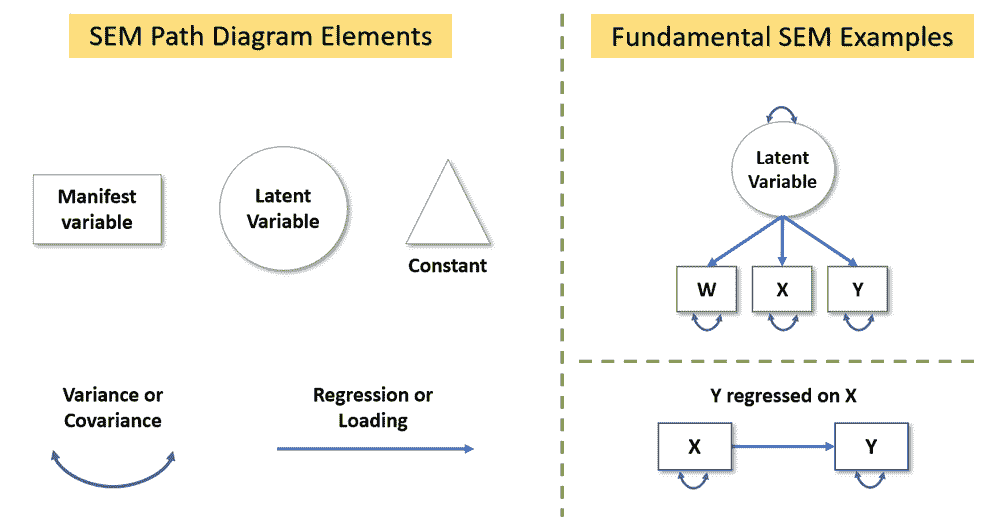 SEM Path Diagram Elements
Manifest
variable
Latent
Variable
Constant
Variance or
Covariance
Regression or
Loading
Fundamental SEM Examples
Latent
Variable
W
X
Y
Y regressed on X
X
Y